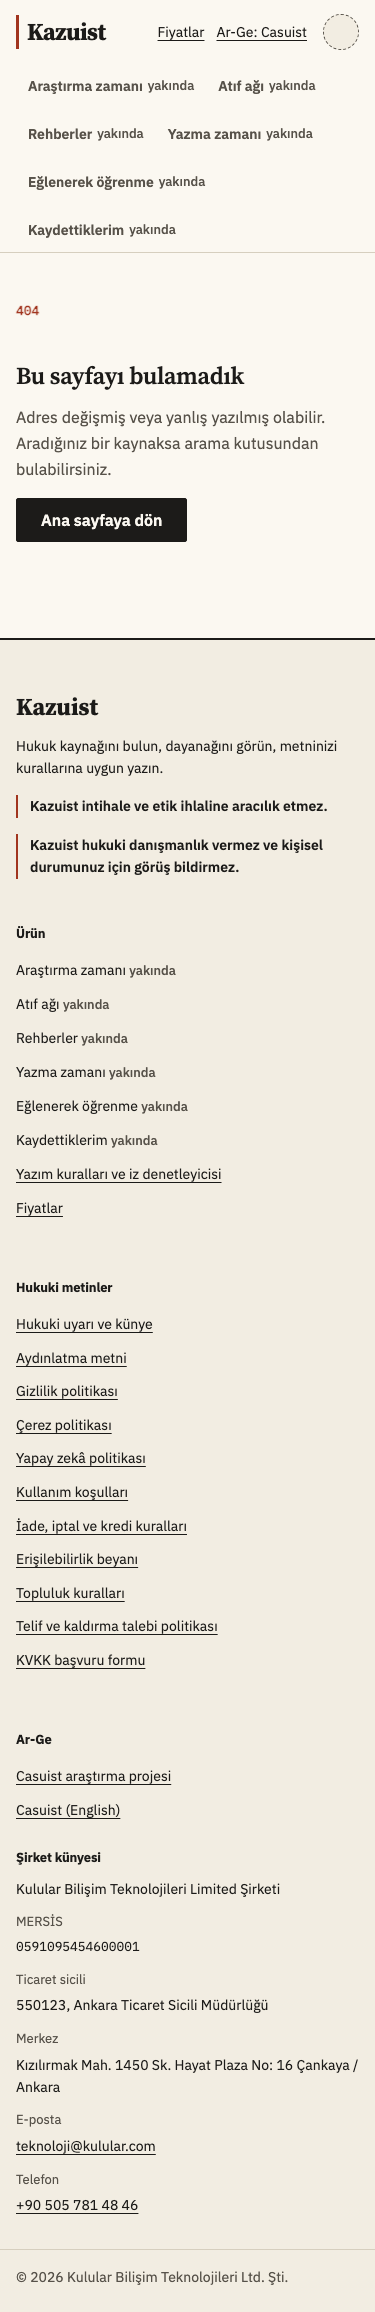 Kazuist
Fiyatlar Ar-Ge: Casuist
Araştırma zamanı yakında Atıf ağı yakında
Rehberler yakında Yazma zamanı yakında
Eğlenerek öğrenme yakında
Kaydettiklerim yakında
404
Bu sayfayı bulamadık
Adres değişmiş veya yanlış yazılmış olabilir.
Aradığınız bir kaynaksa arama kutusundan
bulabilirsiniz.
Ana sayfaya dön
Kazuist
Hukuk kaynağını bulun, dayanağını görün, metninizi
kurallarına uygun yazın.
Kazuist intihale ve etik ihlaline aracılık etmez.
Kazuist hukuki danışmanlık vermez ve kişisel
durumunuz için görüş bildirmez.
Ürün
Araştırma zamanı yakında
Atıf ağı yakında
Rehberler yakında
Yazma zamanı yakında
Eğlenerek öğrenme yakında
Kaydettiklerim yakında
Yazım kuralları ve iz denetleyicisi
Fiyatlar
Hukuki metinler
Hukuki uyarı ve künye
Aydınlatma metni
Gizlilik politikası
Çerez politikası
Yapay zekâ politikası
Kullanım koşulları
İade, iptal ve kredi kuralları
Erişilebilirlik beyanı
Topluluk kuralları
Telif ve kaldırma talebi politikası
KVKK başvuru formu
Ar-Ge
Casuist araştırma projesi
Casuist (English)
Şirket künyesi
Kulular Bilişim Teknolojileri Limited Şirketi
MERSİS
0591095454600001
Ticaret sicili
550123, Ankara Ticaret Sicili Müdürlüğü
Merkez
Kızılırmak Mah. 1450 Sk. Hayat Plaza No: 16 Çankaya /
Ankara
E-posta
teknoloji@kulular.com
Telefon
+90 505 781 48 46
© 2026 Kulular Bilişim Teknolojileri Ltd. Şti.